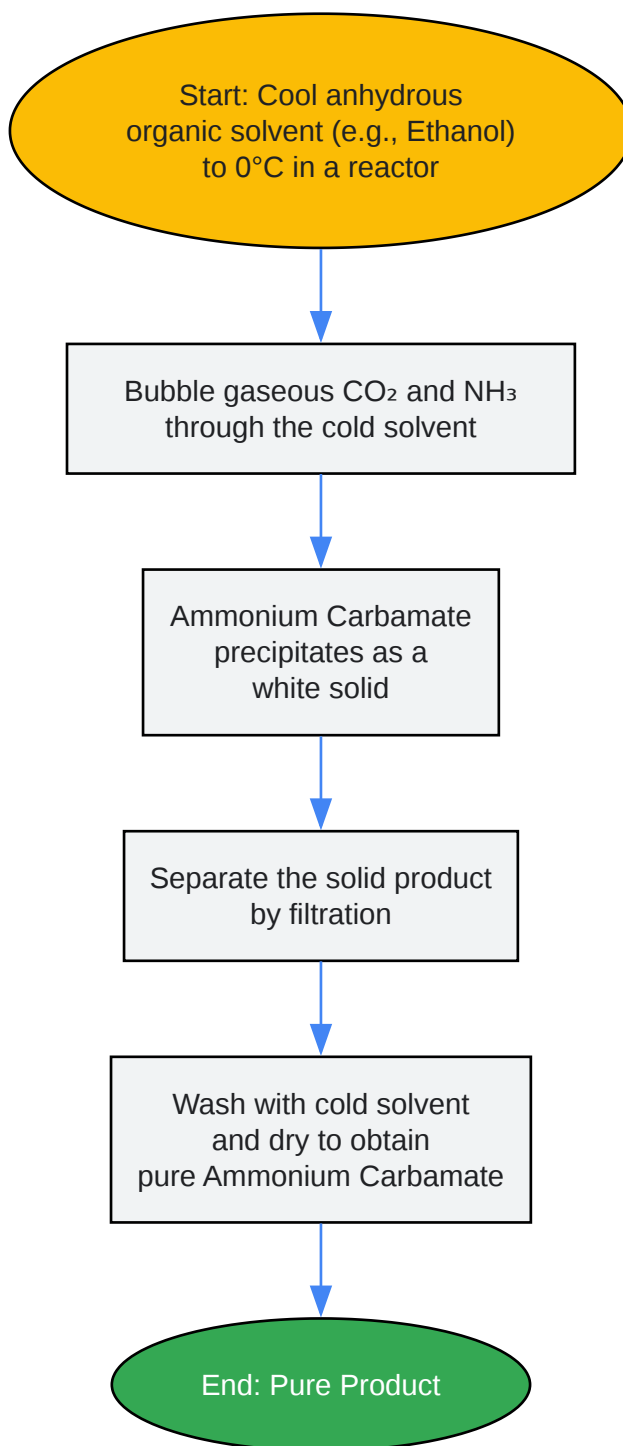 Start: Cool anhydrous
organic solvent (e.g., Ethanol)
to 0°C in a reactor
Bubble gaseous CO₂ and NH₃
through the cold solvent
Ammonium Carbamate
precipitates as a
white solid
Separate the solid product
by filtration
Wash with cold solvent
and dry to obtain
pure Ammonium Carbamate
End: Pure Product